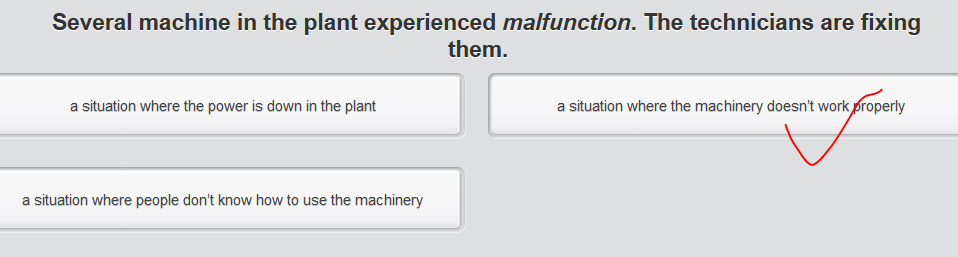 Several machine in the plant experienced malfunction. The technicians are fixing
them.
a situation where the power is down in the plant
a situation where the machinery doesn't work properly
a situation where people don't know how to use the machinery